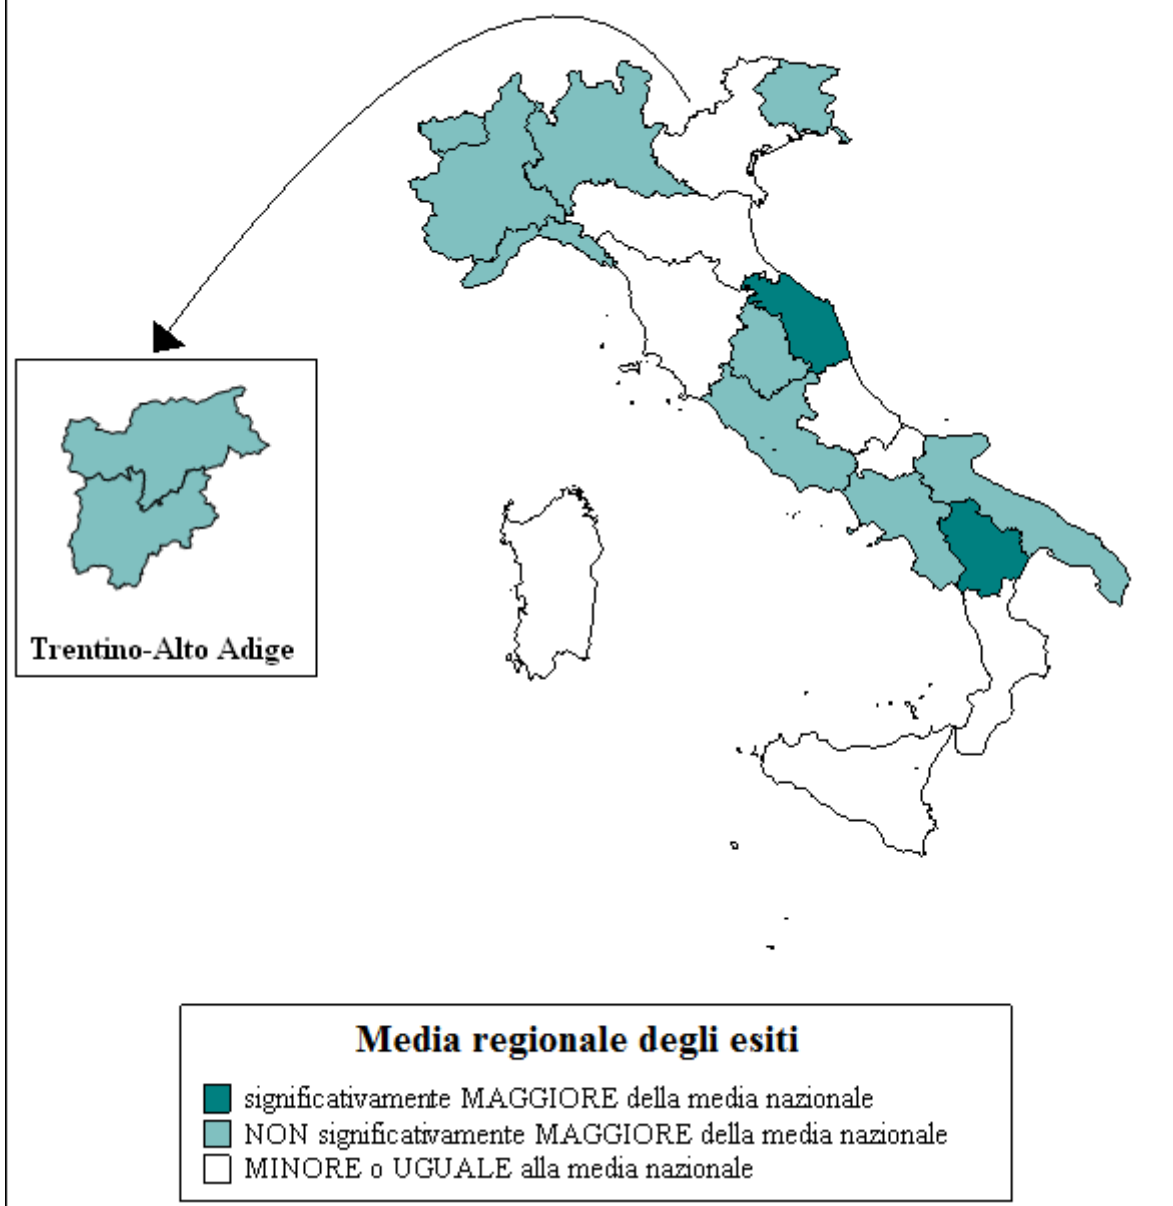 Trentino-Alto Adige
Media regionale degli esiti
significativamente MAGGIORE della media nazionale
NON significativamente MAGGIORE della media nazionale
MINORE o UGUALE alla media nazionale